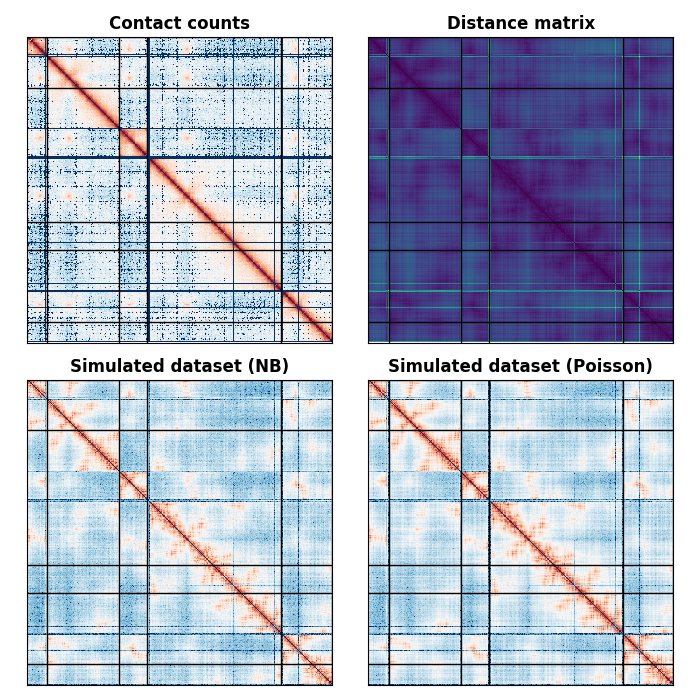 Contact counts
Distance matrix
Simulated dataset (NB)
Simulated dataset (Poisson)